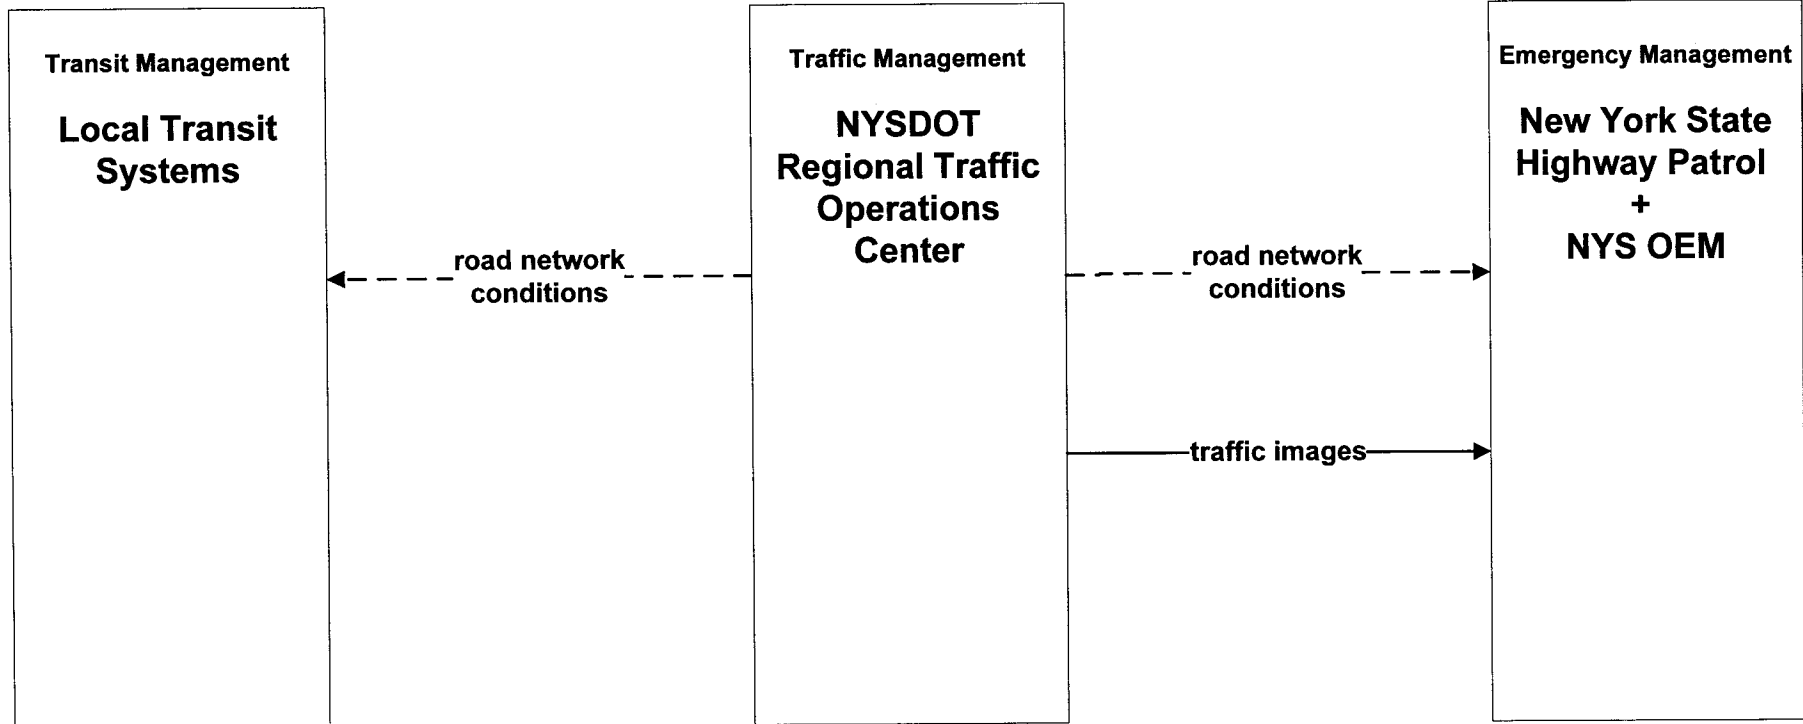 Transit Management
Local Transit
Systems
road network
conditions
Traffic Management
NYSDOT
Regional Traffic
Operations
Center
road network
conditions
traffic images
Emergency Management
New York State
Highway Patrol
+
NYS OEM